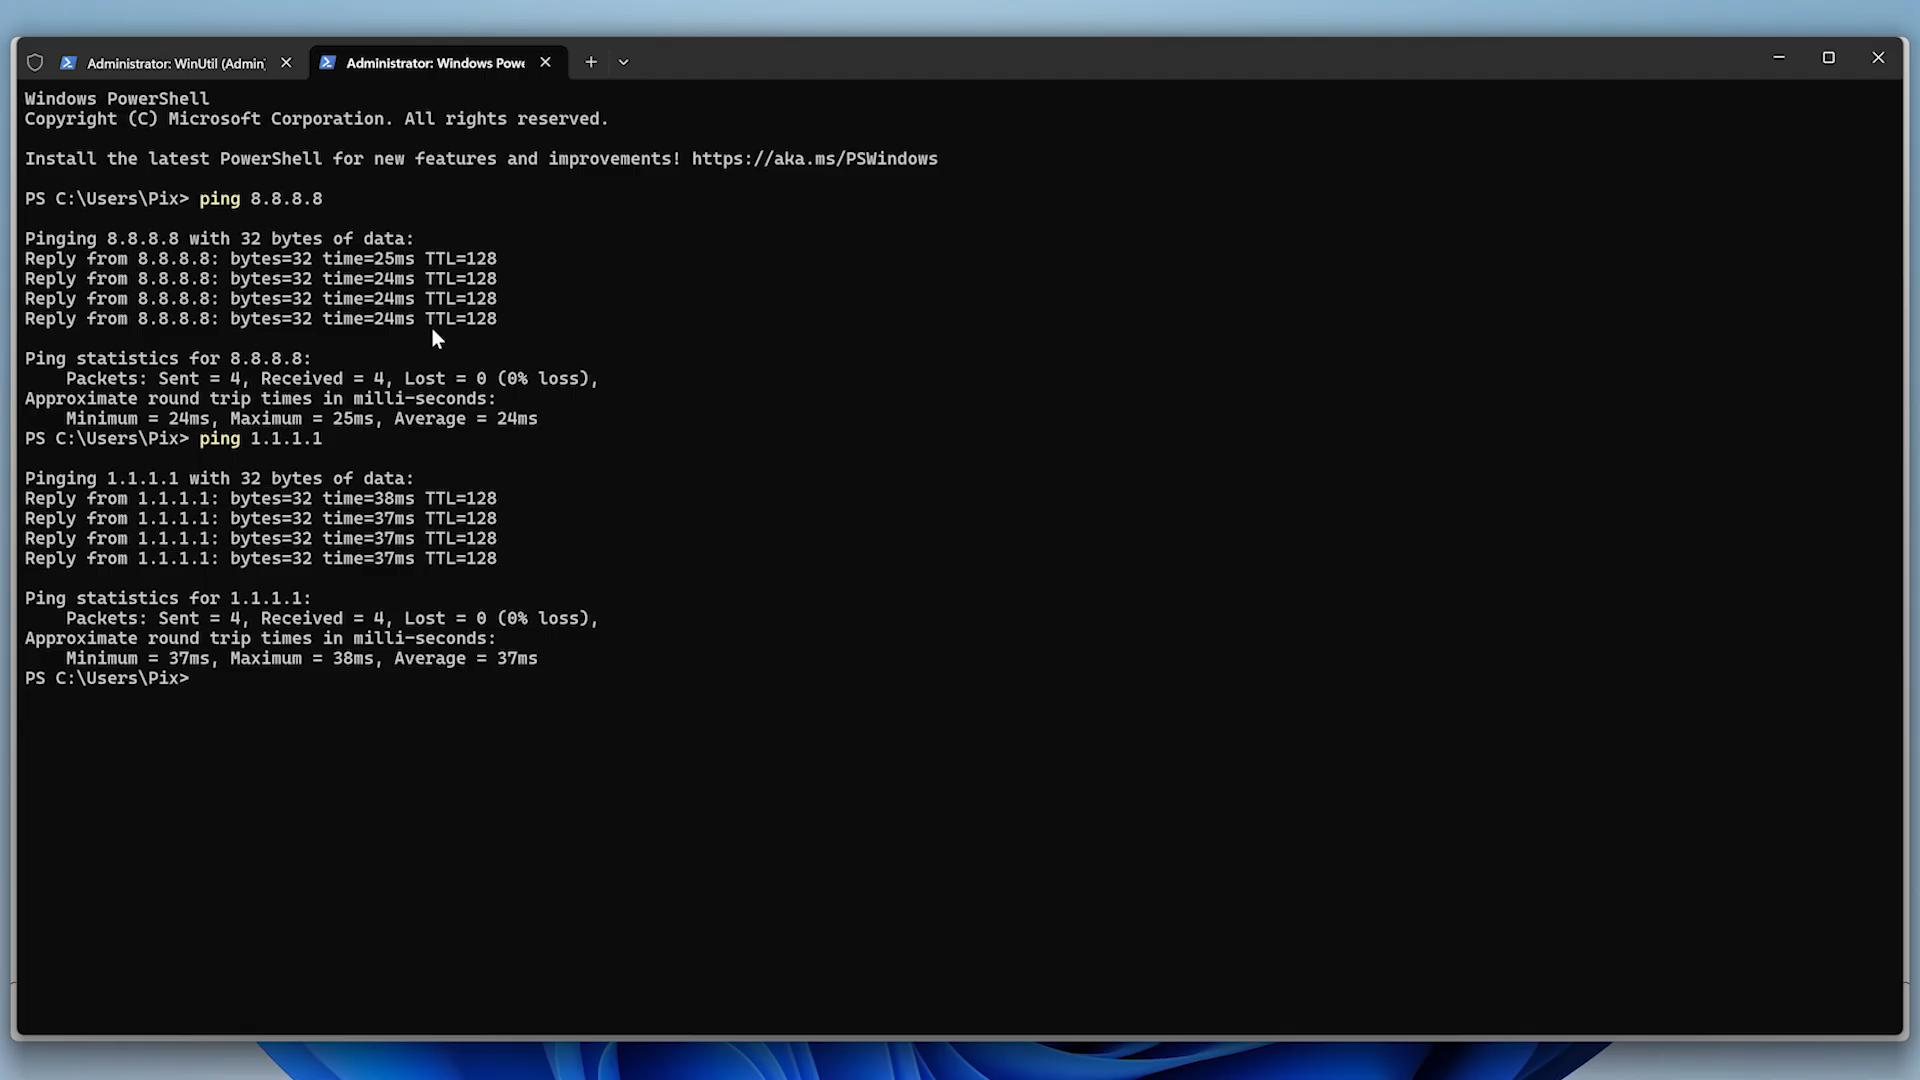 Administrator: WinUtil (Admin)
Administrator: Windows Powe
Windows PowerShell
Copyright (C) Microsoft Corporation. All rights reserved.
Install the latest PowerShell for new features and improvements! https://aka.ms/PSWindows
PS C:\Users\Pix> ping 8.8.8.8
Pinging 8.8.8.8 with 32 bytes of data:
Reply from 8.8.8.8: bytes=32 time=25ms TTL=128
Reply from 8.8.8.8: bytes=32 time=24ms TTL=128
Reply from 8.8.8.8: bytes=32 time=24ms TTL=128
Reply from 8.8.8.8: bytes=32 time=24ms TTL=128
Ping statistics for 8.8.8.8:
    Packets: Sent = 4, Received = 4, Lost = 0 (0% loss),
Approximate round trip times in milli-seconds:
    Minimum = 24ms, Maximum = 25ms, Average = 24ms
PS C:\Users\Pix> ping 1.1.1.1
Pinging 1.1.1.1 with 32 bytes of data:
Reply from 1.1.1.1: bytes=32 time=38ms TTL=128
Reply from 1.1.1.1: bytes=32 time=37ms TTL=128
Reply from 1.1.1.1: bytes=32 time=37ms TTL=128
Reply from 1.1.1.1: bytes=32 time=37ms TTL=128
Ping statistics for 1.1.1.1:
    Packets: Sent = 4, Received = 4, Lost = 0 (0% loss),
Approximate round trip times in milli-seconds:
    Minimum = 37ms, Maximum = 38ms, Average = 37ms
PS C:\Users\Pix>